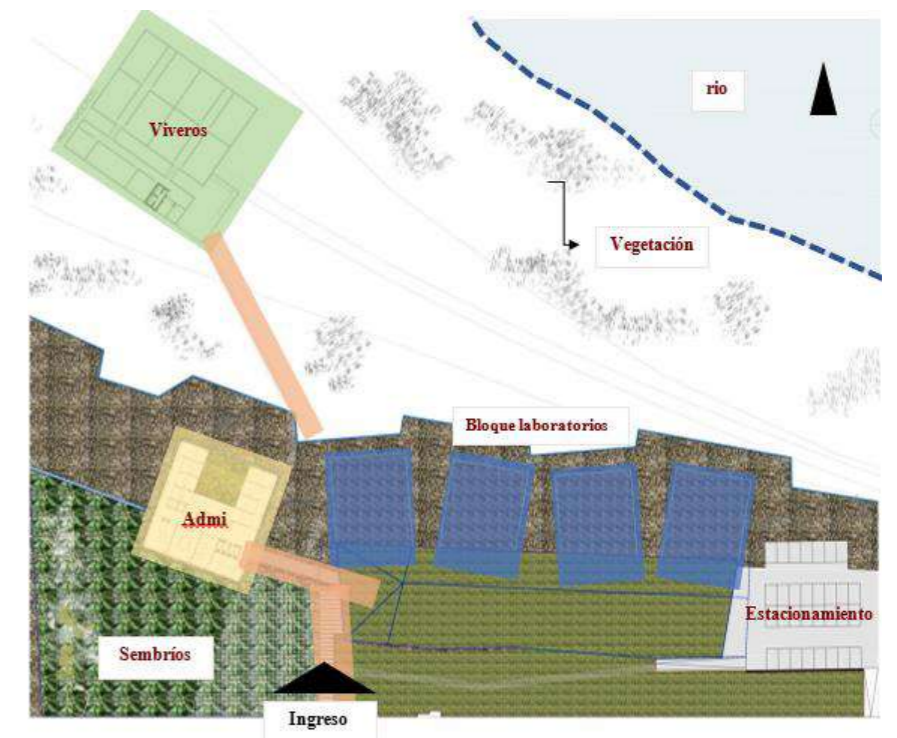 rio
Viveros
Vegetación
Bloque laboratorios
Admi
Estacionamiento
Sembríos
Ingreso